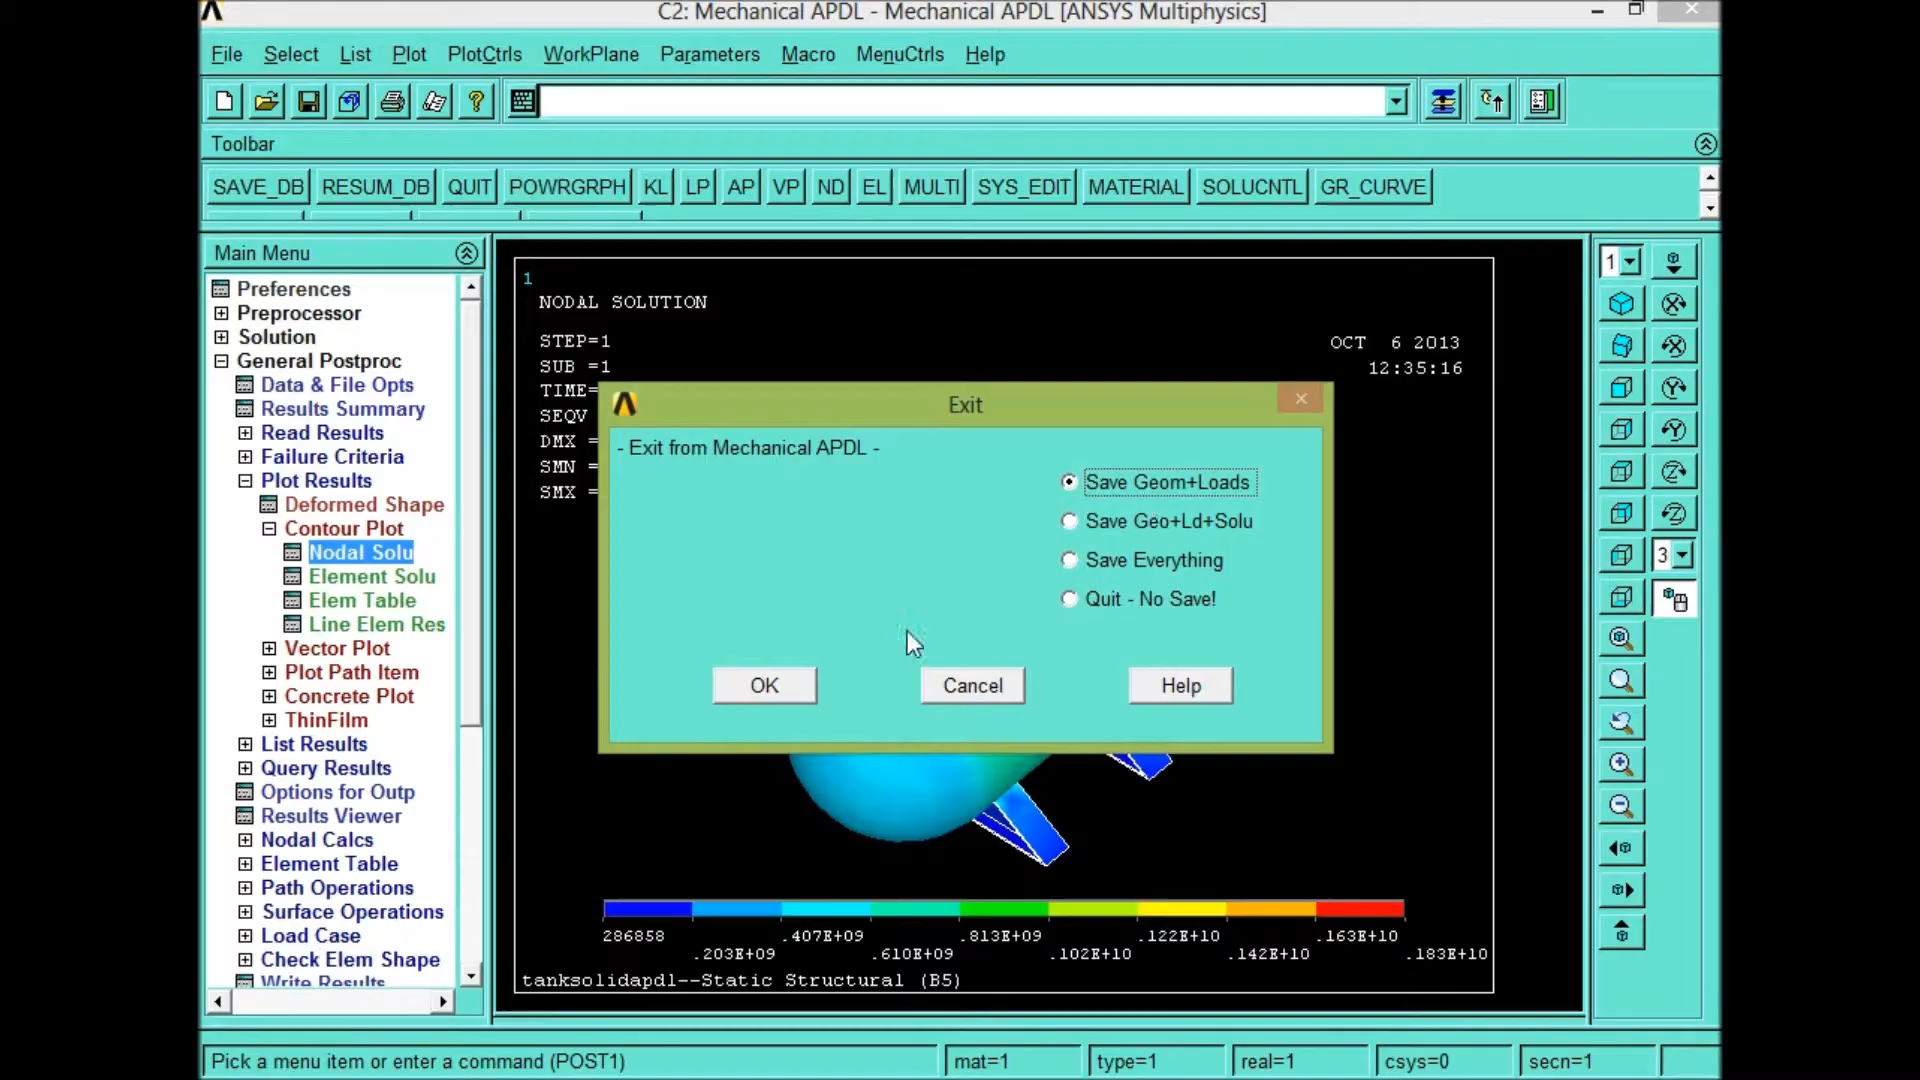 C2: Mechanical APDL - Mechanical APDL [ANSYS Multiphysics]
File Select List Plot PlotCtrls WorkPlane Parameters Macro MenuCtrls Help
Toolbar
SAVE_DB RESUM_DB QUIT POWRGRPH KL LP AP VP ND EL MULTI SYS_EDIT MATERIAL SOLUCNTL GR_CURVE
Main Menu
Preferences
Preprocessor
Solution
General Postproc
Data & File Opts
Results Summary
Read Results
Failure Criteria
Plot Results
Deformed Shape
Contour Plot
Nodal Solu
Element Solu
Elem Table
Line Elem Res
Vector Plot
Plot Path Item
Concrete Plot
ThinFilm
List Results
Query Results
Options for Outp
Results Viewer
Nodal Calcs
Element Table
Path Operations
Surface Operations
Load Case
Check Elem Shape
Write Results
1
NODAL SOLUTION
STEP=1
SUB =1
TIME=
SEQV
DMX =
SMN =
SMX =
OCT 6 2013
12:35:16
Exit
- Exit from Mechanical APDL -
Save Geom+Loads
Save Geo+Ld+Solu
Save Everything
Quit - No Save!
OK Cancel Help
286858 .407E+09 .813E+09 .122E+10 .163E+10
.203E+09 .610E+09 .102E+10 .142E+10 .183E+10
tanksolidapdl--Static Structural (B5)
1
3
Pick a menu item or enter a command (POST1) mat=1 type=1 real=1 csys=0 secn=1